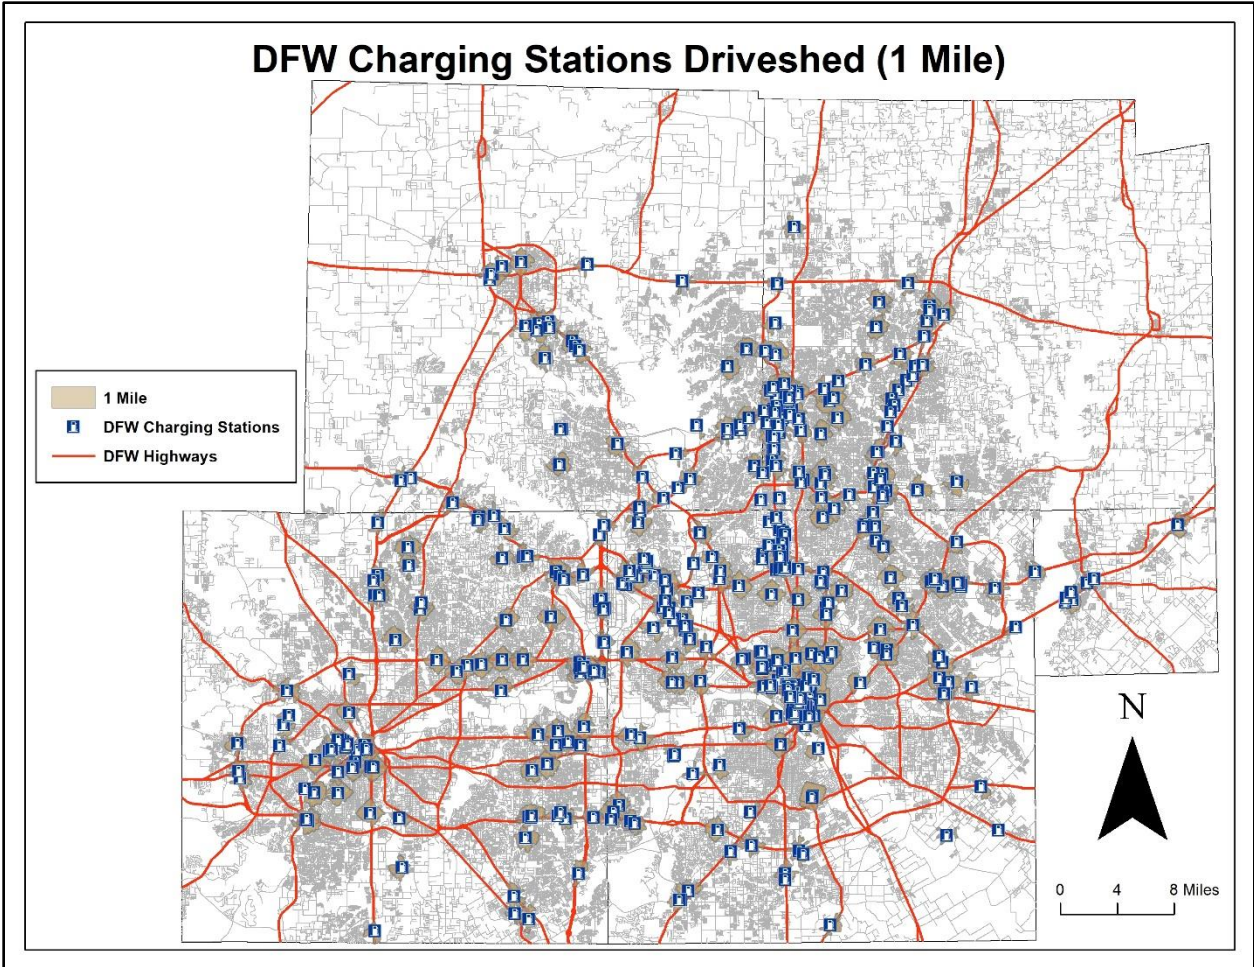 DFW Charging Stations Driveshed (1 Mile)
1 Mile
DFW Charging Stations
DFW Highways
N
0 4 8 Miles